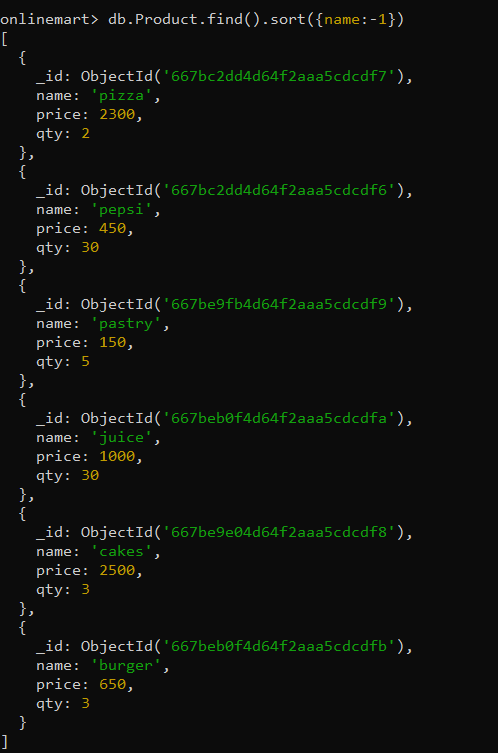 onlinemart> db.Product.find().sort({name:-1})
[
  {
    _id: ObjectId('667bc2dd4d64f2aaa5cdcdf7'),
    name: 'pizza',
    price: 2300,
    qty: 2
  },
  {
    _id: ObjectId('667bc2dd4d64f2aaa5cdcdf6'),
    name: 'pepsi',
    price: 450,
    qty: 30
  },
  {
    _id: ObjectId('667be9fb4d64f2aaa5cdcdf9'),
    name: 'pastry',
    price: 150,
    qty: 5
  },
  {
    _id: ObjectId('667beb0f4d64f2aaa5cdcdfa'),
    name: 'juice',
    price: 1000,
    qty: 30
  },
  {
    _id: ObjectId('667be9e04d64f2aaa5cdcdf8'),
    name: 'cakes',
    price: 2500,
    qty: 3
  },
  {
    _id: ObjectId('667beb0f4d64f2aaa5cdcdfb'),
    name: 'burger',
    price: 650,
    qty: 3
  }
]